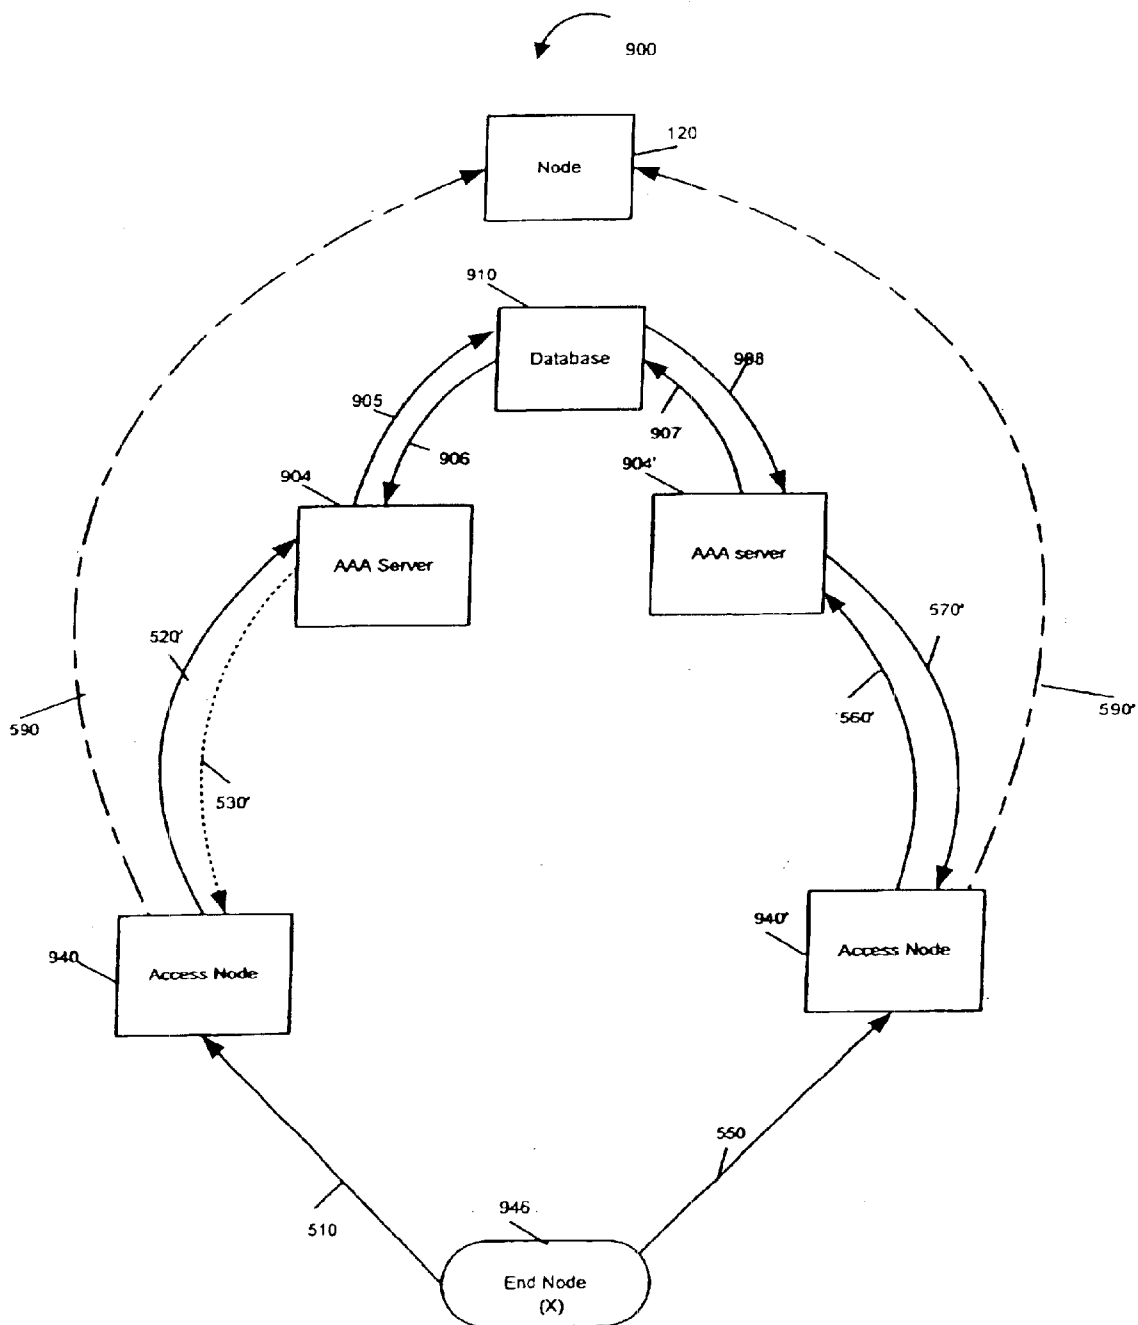 900
120
Node
910
Database
988
905
907
906
904
904'
AAA Server
AAA server
520'
570'
590
560'
590'
530'
940
940'
Access Node
Access Node
550
510
946
End Node
(X)